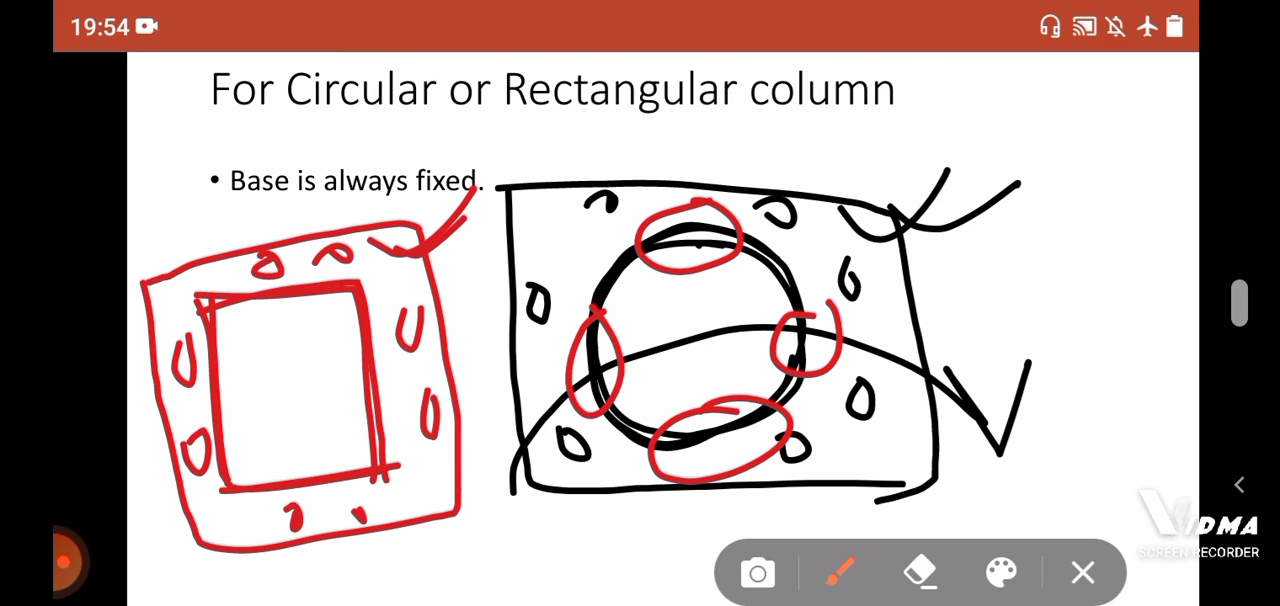 19:54
For Circular or Rectangular column
• Base is always fixed.
VIDMA
SCREEN RECORDER